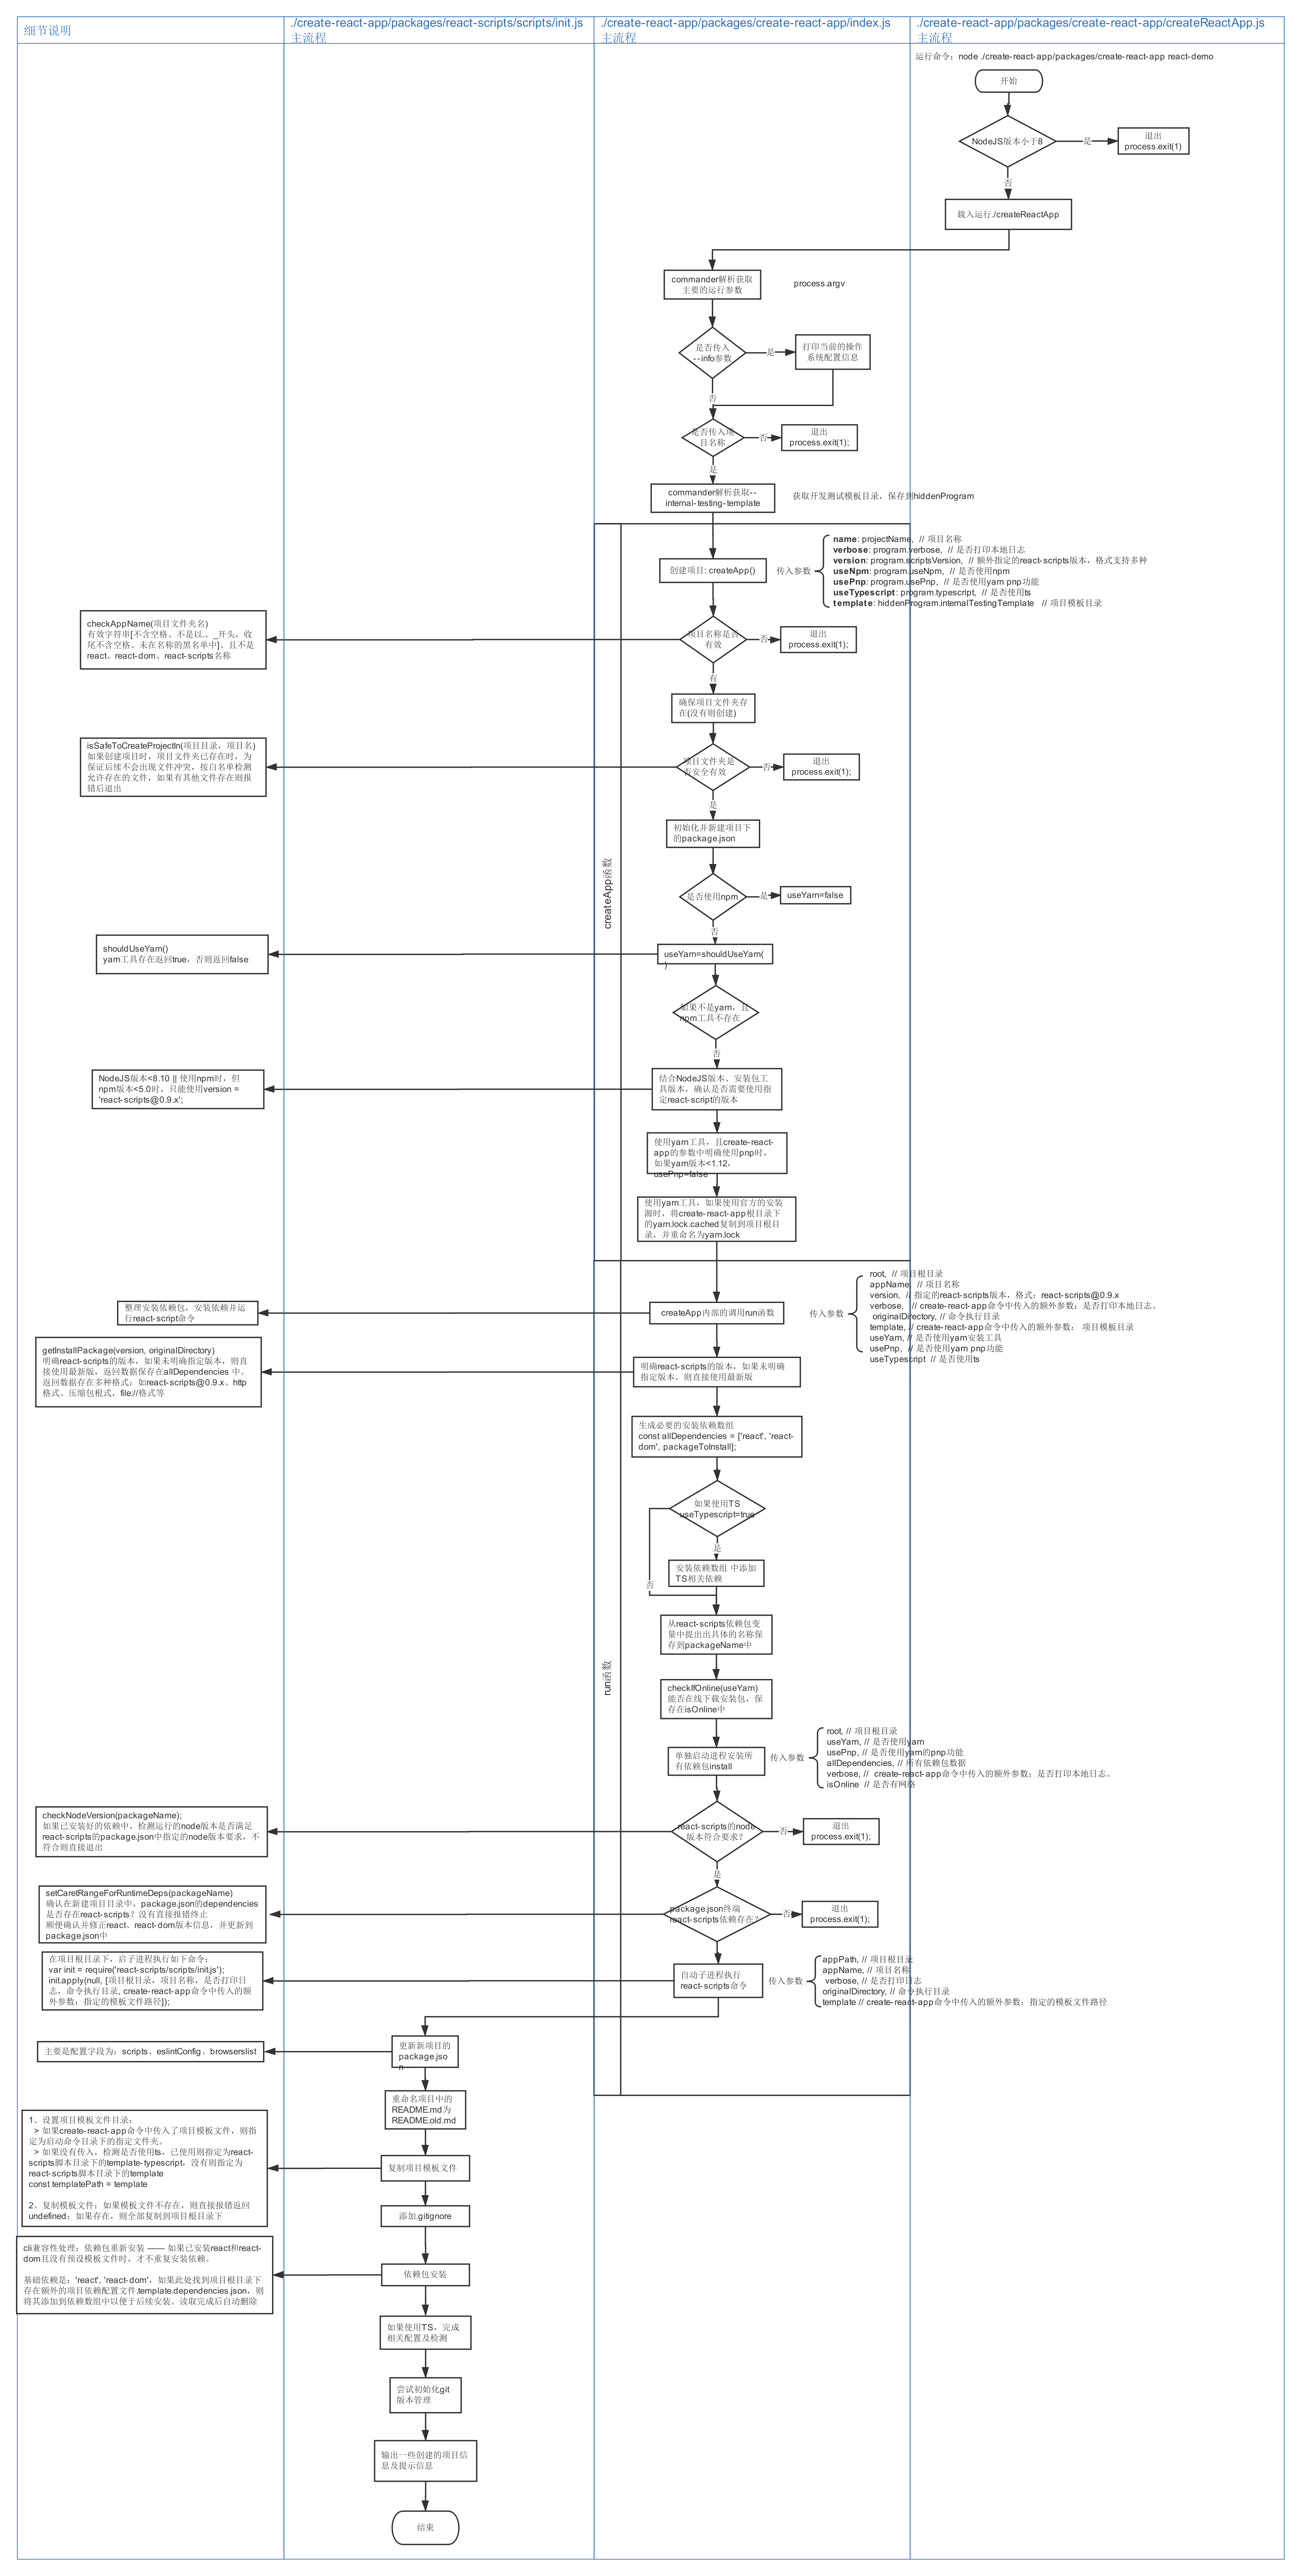 细节说明
./create-react-app/packages/react-scripts/scripts/init.js
主流程
./create-react-app/packages/create-react-app/index.js
主流程
./create-react-app/packages/create-react-app/createReactApp.js
主流程
运行命令：node ./create-react-app/packages/create-react-app react-demo
开始
NodeJS版本小于8
是
退出
process.exit(1)
否
载入运行./createReactApp
commander解析获取
主要的运行参数
process.argv
是否传入
--info参数
是
打印当前的操作
系统配置信息
否
是否传入项
目名称
否
退出
process.exit(1);
是
commander解析获取--
internal-testing-template
获取开发测试模板目录，保存到hiddenProgram
createApp函数
创建项目: createApp()
传入参数
name: projectName,  // 项目名称
verbose: program.verbose,  // 是否打印本地日志
version: program.scriptsVersion,  // 额外指定的react-scripts版本，格式支持多种
useNpm: program.useNpm,  // 是否使用npm
usePnp: program.usePnp,  // 是否使用yarn pnp功能
useTypescript: program.typescript,  // 是否使用ts
template: hiddenProgram.internalTestingTemplate   // 项目模板目录
checkAppName(项目文件夹名)
有效字符串[不含空格、不是以.、_开头，收
尾不含空格、未在名称的黑名单中]、且不是
react、react-dom、react-scripts名称
项目名称是否
有效
否
退出
process.exit(1);
有
确保项目文件夹存
在(没有则创建)
isSafeToCreateProjectIn(项目目录，项目名)
如果创建项目时，项目文件夹已存在时，为
保证后续不会出现文件冲突，按白名单检测
允许存在的文件，如果有其他文件存在则报
错后退出
项目文件夹是
否安全有效
否
退出
process.exit(1);
是
初始化并新建项目下
的package.json
是否使用npm
是
useYarn=false
否
shouldUseYarn()
yarn工具存在返回true，否则返回false
useYarn=shouldUseYarn(
)
如果不是yarn，且
npm工具不存在
否
NodeJS版本<8.10 || 使用npm时，但
npm版本<5.0时，只能使用version =
'react-scripts@0.9.x';
结合NodeJS版本、安装包工
具版本，确认是否需要使用指
定react-script的版本
使用yarn工具，且create-react-
app的参数中明确使用pnp时，
如果yarn版本<1.12，
usePnp=false
使用yarn工具，如果使用官方的安装
源时，将create-react-app根目录下
的yarn.lock.cached复制到项目根目
录，并重命名为yarn.lock
run函数
整理安装依赖包，安装依赖并运
行react-script命令
createApp内部的调用run函数
传入参数
root,  // 项目根目录
appName,  // 项目名称
version,  // 指定的react-scripts版本，格式：react-scripts@0.9.x
verbose,   // create-react-app命令中传入的额外参数：是否打印本地日志。
originalDirectory, // 命令执行目录
template, // create-react-app命令中传入的额外参数： 项目模板目录
useYarn, // 是否使用yarn安装工具
usePnp,  // 是否使用yarn pnp功能
useTypescript  // 是否使用ts
getInstallPackage(version, originalDirectory)
明确react-scripts的版本，如果未明确指定版本，则直
接使用最新版，返回数据保存在allDependencies 中。
返回数据存在多种格式：如react-scripts@0.9.x、http
格式、压缩包根式，file://格式等
明确react-scripts的版本，如果未明确
指定版本，则直接使用最新版
生成必要的安装依赖数组
const allDependencies = ['react', 'react-
dom', packageToInstall];
如果使用TS
useTypescript=true
是
安装依赖数组 中添加
TS相关依赖
否
从react-scripts依赖包变
量中提出出具体的名称保
存到packageName中
checkIfOnline(useYarn)
能否在线下载安装包，保
存在isOnline中
单独启动进程安装所
有依赖包install
传入参数
root, // 项目根目录
useYarn, // 是否使用yarn
usePnp, // 是否使用yarn的pnp功能
allDependencies, // 所有依赖包数据
verbose, //  create-react-app命令中传入的额外参数：是否打印本地日志。
isOnline  // 是否有网络
checkNodeVersion(packageName);
如果已安装好的依赖中，检测运行的node版本是否满足
react-scripts的package.json中指定的node版本要求，不
符合则直接退出
react-scripts的node
版本符合要求？
否
退出
process.exit(1);
是
setCaretRangeForRuntimeDeps(packageName)
确认在新建项目目录中，package.json的dependencies
是否存在react-scripts？没有直接报错终止
顺便确认并修正react、react-dom版本信息，并更新到
package.json中
package.json终端
react-scripts依赖存在？
否
退出
process.exit(1);
在项目根目录下，启子进程执行如下命令：
var init = require('react-scripts/scripts/init.js');
init.apply(null, [项目根目录，项目名称，是否打印日
志，命令执行目录, create-react-app命令中传入的额
外参数：指定的模板文件路径]);
自动子进程执行
react-scripts命令
传入参数
appPath, // 项目根目录
appName, // 项目名称
verbose, // 是否打印日志
originalDirectory, // 命令执行目录
template // create-react-app命令中传入的额外参数：指定的模板文件路径
主要是配置字段为：scripts、eslintConfig、browserslist
更新新项目的
package.jso
n
重命名项目中的
README.md为
README.old.md
1、设置项目模板文件目录：
> 如果create-react-app命令中传入了项目模板文件，则指
定为启动命令目录下的指定文件夹。
> 如果没有传入，检测是否使用ts，已使用则指定为react-
scripts脚本目录下的template-typescript，没有则指定为
react-scripts脚本目录下的template
const templatePath = template
2、复制模板文件：如果模板文件不存在，则直接报错返回
undefined；如果存在，则全部复制到项目根目录下
复制项目模板文件
添加.gitignore
cli兼容性处理：依赖包重新安装 —— 如果已安装react和react-
dom且没有预设模板文件时，才不重复安装依赖。
基础依赖是：'react', 'react-dom'，如果此处找到项目根目录下
存在额外的项目依赖配置文件.template.dependencies.json，则
将其添加到依赖数组中以便于后续安装。读取完成后自动删除
依赖包安装
如果使用TS，完成
相关配置及检测
尝试初始化git
版本管理
输出一些创建的项目信
息及提示信息
结束